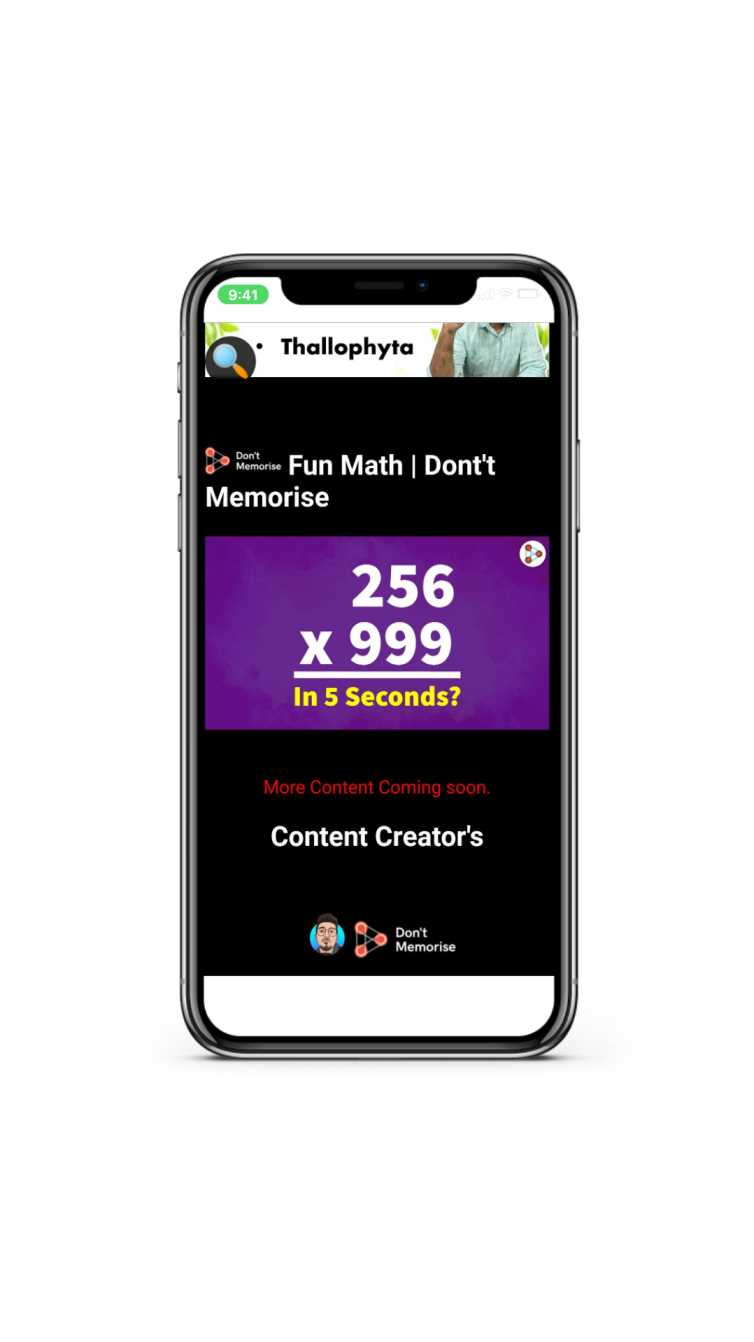 9:41
• Thallophyta
Don't
Memorise
Fun Math | Dont't
Memorise
256
x 999
In 5 Seconds?
More Content Coming soon.
Content Creator's
Don't
Memorise